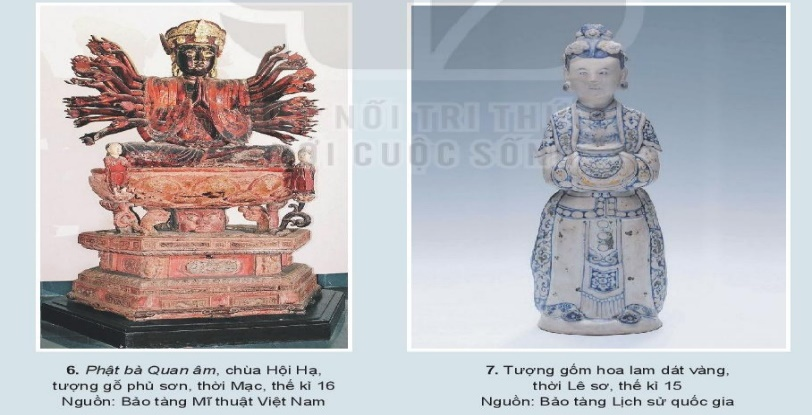 NỐI TRI THỨ
ỚI CUỘC SỐN
6. Phật bà Quan âm, chùa Hội Hạ,
tượng gỗ phủ sơn, thời Mạc, thế kỉ 16
Nguồn: Bảo tàng Mĩ thuật Việt Nam
7. Tượng gốm hoa lam dát vàng,
thời Lê sơ, thế kỉ 15
Nguồn: Bảo tàng Lịch sử quốc gia